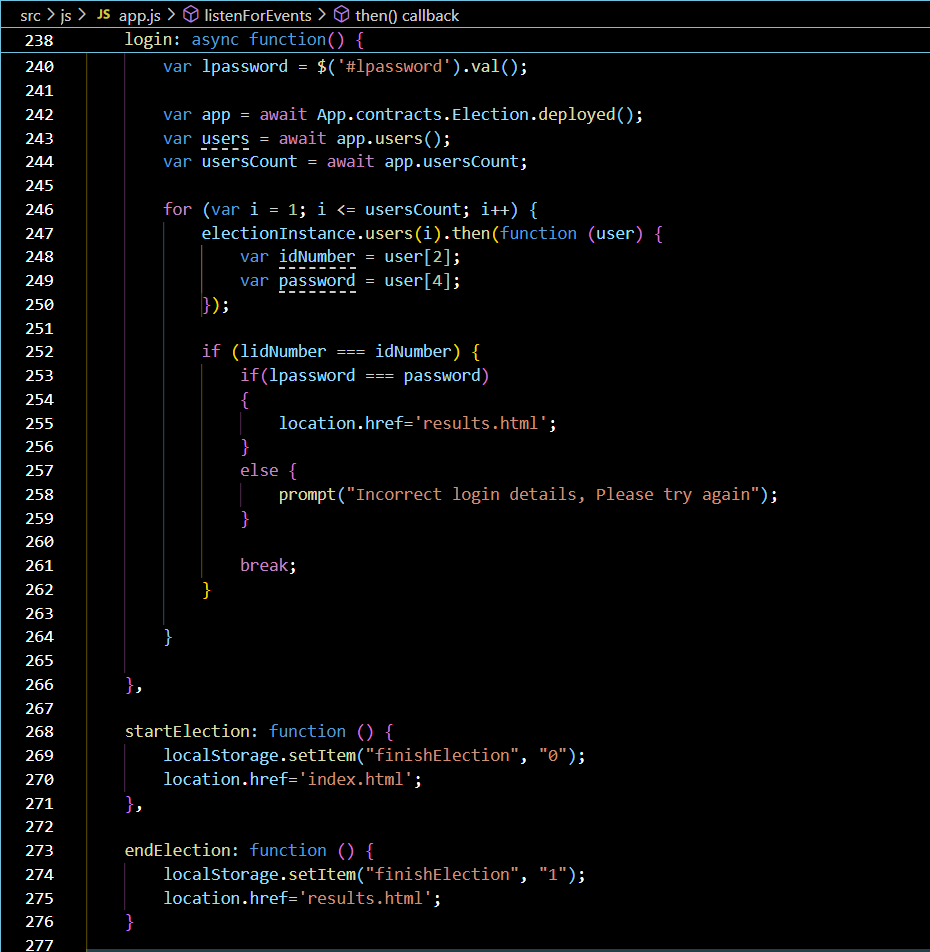 src > js > JS app.js > listenForEvents > then() callback
238 login: async function() {
240 var lpassword = $('#lpassword').val();
241
242 var app = await App.contracts.Election.deployed();
243 var users = await app.users();
244 var usersCount = await app.usersCount;
245
246 for (var i = 1; i <= usersCount; i++) {
247 electionInstance.users(i).then(function (user) {
248 var idNumber = user[2];
249 var password = user[4];
250 });
251
252 if (lidNumber === idNumber) {
253 if(lpassword === password)
254 {
255 location.href='results.html';
256 }
257 else {
258 prompt("Incorrect login details, Please try again");
259 }
260
261 break;
262 }
263
264 }
265
266 },
267
268 startElection: function () {
269 localStorage.setItem("finishElection", "0");
270 location.href='index.html';
271 },
272
273 endElection: function () {
274 localStorage.setItem("finishElection", "1");
275 location.href='results.html';
276 }
277